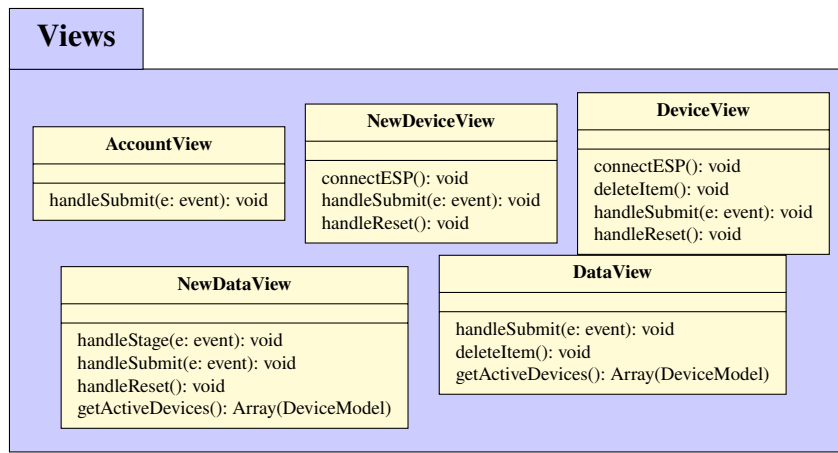 Views
AccountView
handleSubmit(e: event): void
NewDeviceView
connectESP(): void
handleSubmit(e: event): void
handleReset(): void
DeviceView
connectESP(): void
deleteItem(): void
handleSubmit(e: event): void
handleReset(): void
NewDataView
handleStage(e: event): void
handleSubmit(e: event): void
handleReset(): void
getActiveDevices(): Array(DeviceModel)
DataView
handleSubmit(e: event): void
deleteItem(): void
getActiveDevices(): Array(DeviceModel)